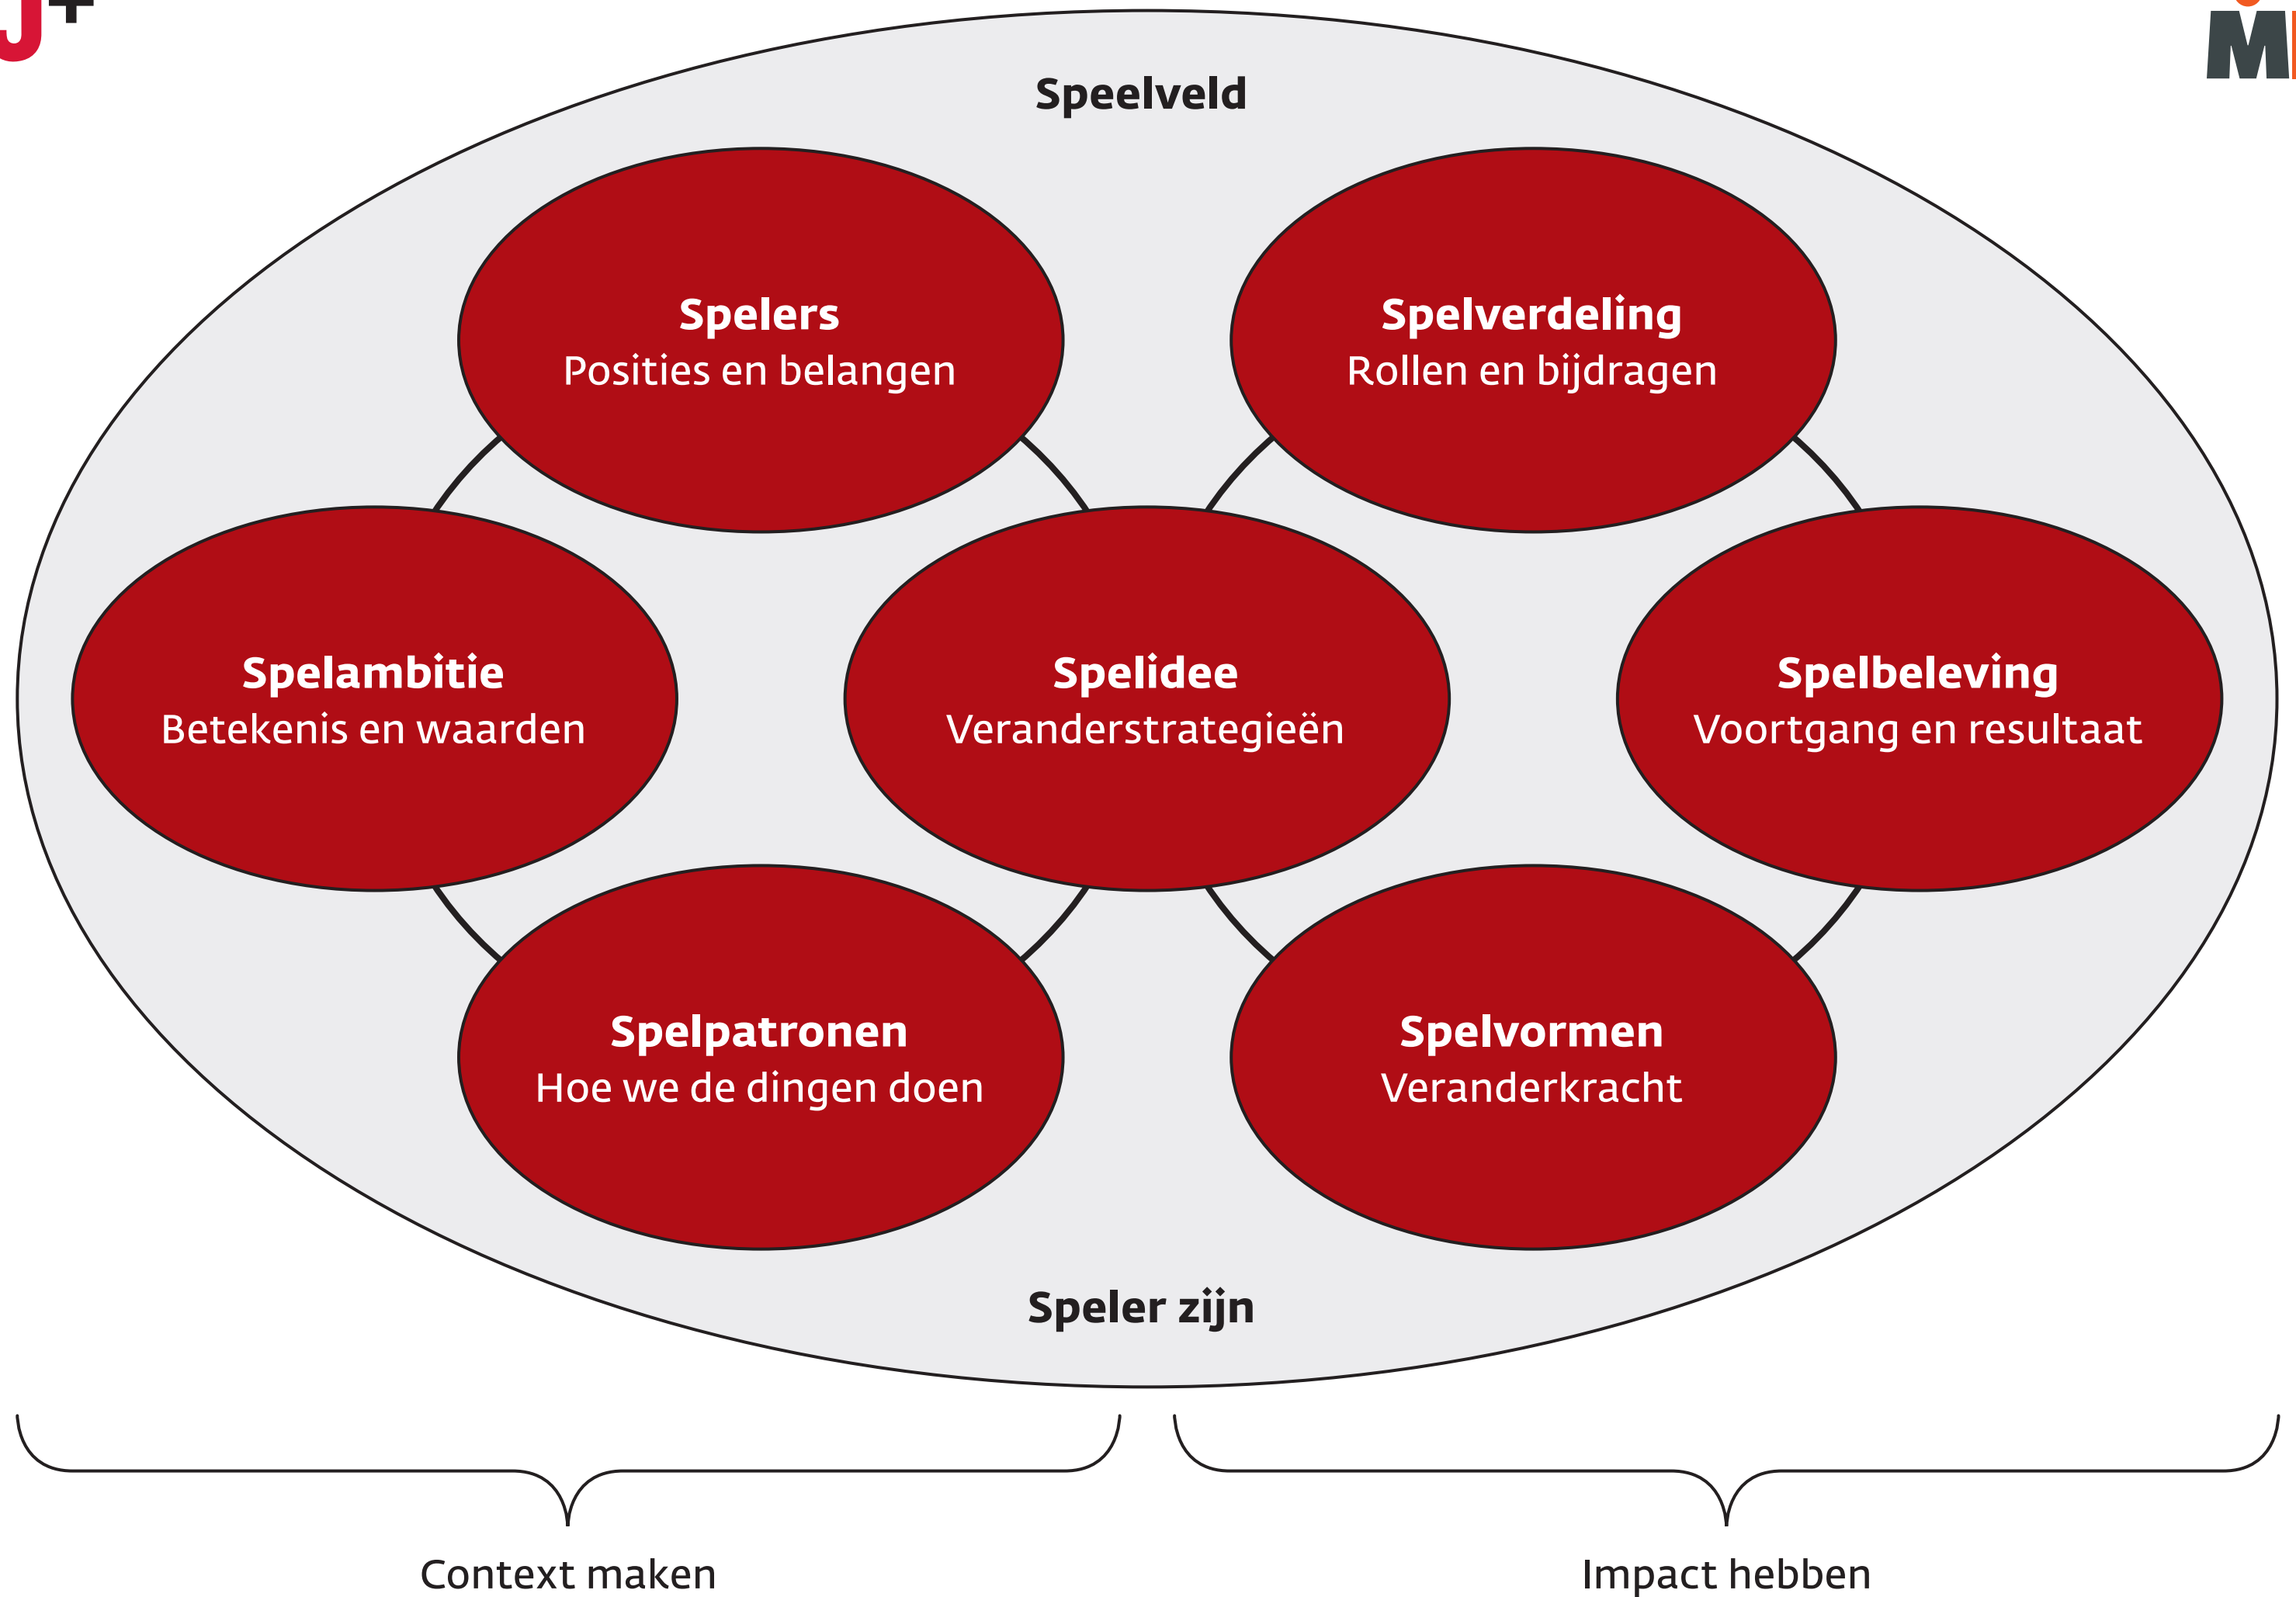 J+
M
Speelveld
Spelers
Posities en belangen
Spelverdeling
Rollen en bijdragen
Spelambitie
Betekenis en waarden
Spelidee
Veranderstrategieën
Spelbeleving
Voortgang en resultaat
Spelpatronen
Hoe we de dingen doen
Spelvormen
Veranderkracht
Speler zijn
Context maken
Impact hebben